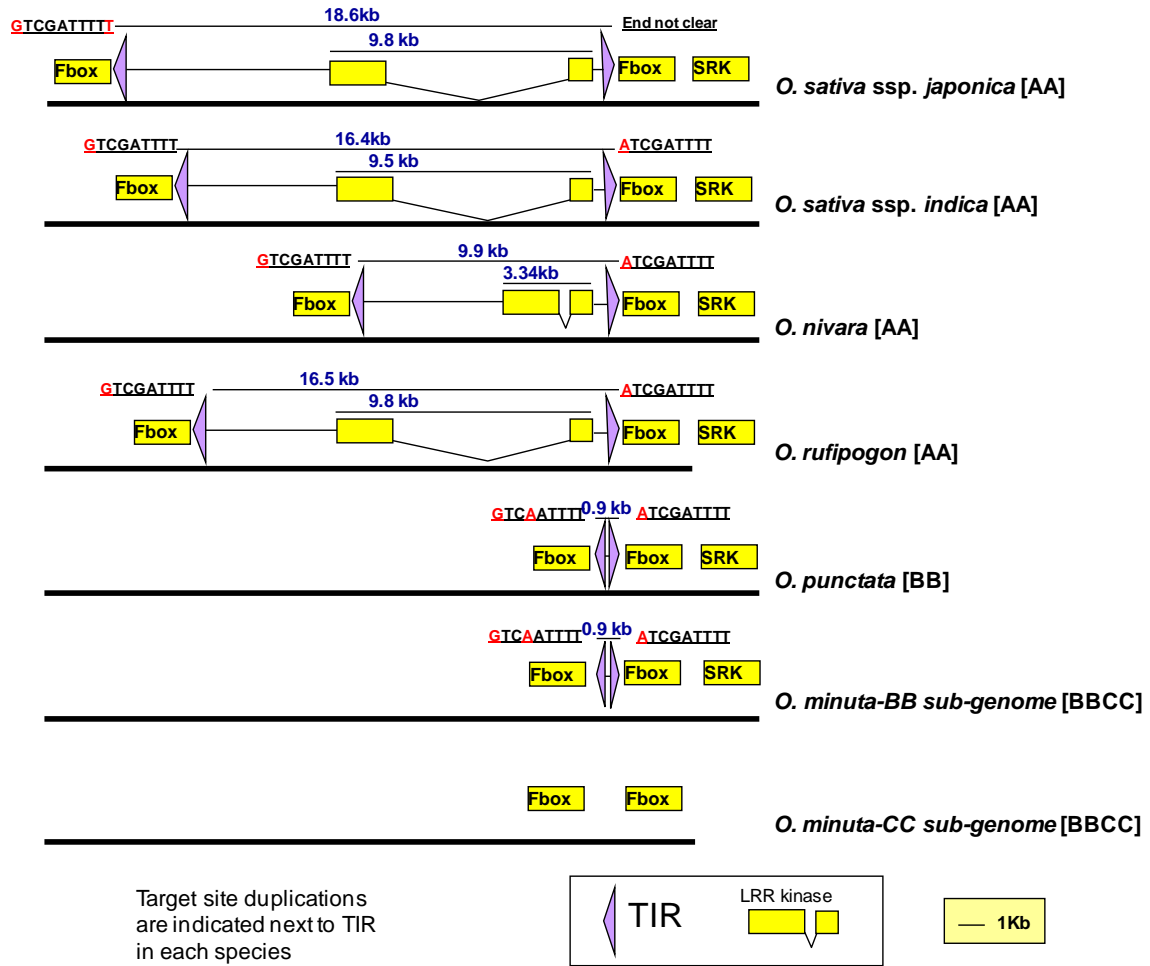 18.6kb
GTCGATTTTT
End not clear
9.8 kb
Fbox
Fbox
SRK
O. sativa ssp. japonica [AA]
16.4kb
GTCGATTTT
ATCGATTTT
9.5 kb
Fbox
Fbox
SRK
O. sativa ssp. indica [AA]
9.9 kb
GTCGATTTT
ATCGATTTT
3.34kb
Fbox
Fbox
SRK
O. nivara [AA]
16.5 kb
GTCGATTTT
ATCGATTTT
9.8 kb
Fbox
Fbox
SRK
O. rufipogon [AA]
0.9 kb
GTCAATTTT
ATCGATTTT
Fbox
Fbox
SRK
O. punctata [BB]
0.9 kb
GTCAATTTT
ATCGATTTT
Fbox
Fbox
SRK
O. minuta-BB sub-genome [BBCC]
Fbox
Fbox
O. minuta-CC sub-genome [BBCC]
Target site duplications
are indicated next to TIR
in each species
TIR
LRR kinase
1Kb